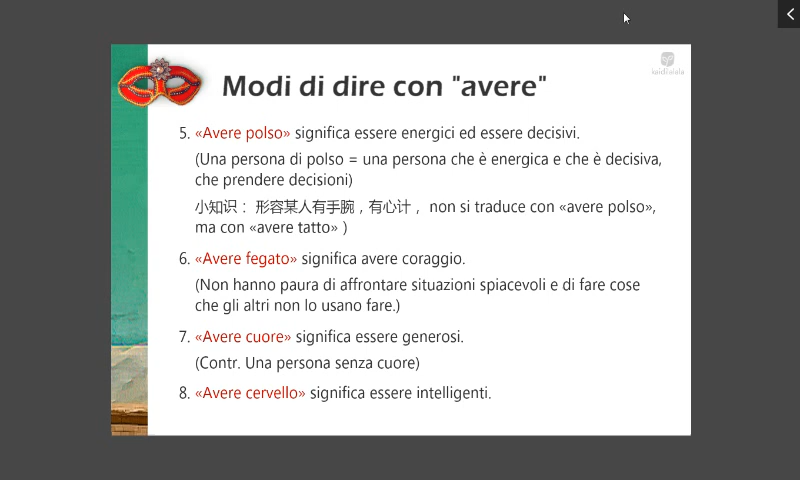 Modi di dire con "avere"
kaidilalala
5. «Avere polso» significa essere energici ed essere decisivi.
(Una persona di polso = una persona che è energica e che è decisiva,
che prendere decisioni)
小知识： 形容某人有手腕，有心计， non si traduce con «avere polso»,
ma con «avere tatto» )
6. «Avere fegato» significa avere coraggio.
(Non hanno paura di affrontare situazioni spiacevoli e di fare cose
che gli altri non lo usano fare.)
7. «Avere cuore» significa essere generosi.
(Contr. Una persona senza cuore)
8. «Avere cervello» significa essere intelligenti.